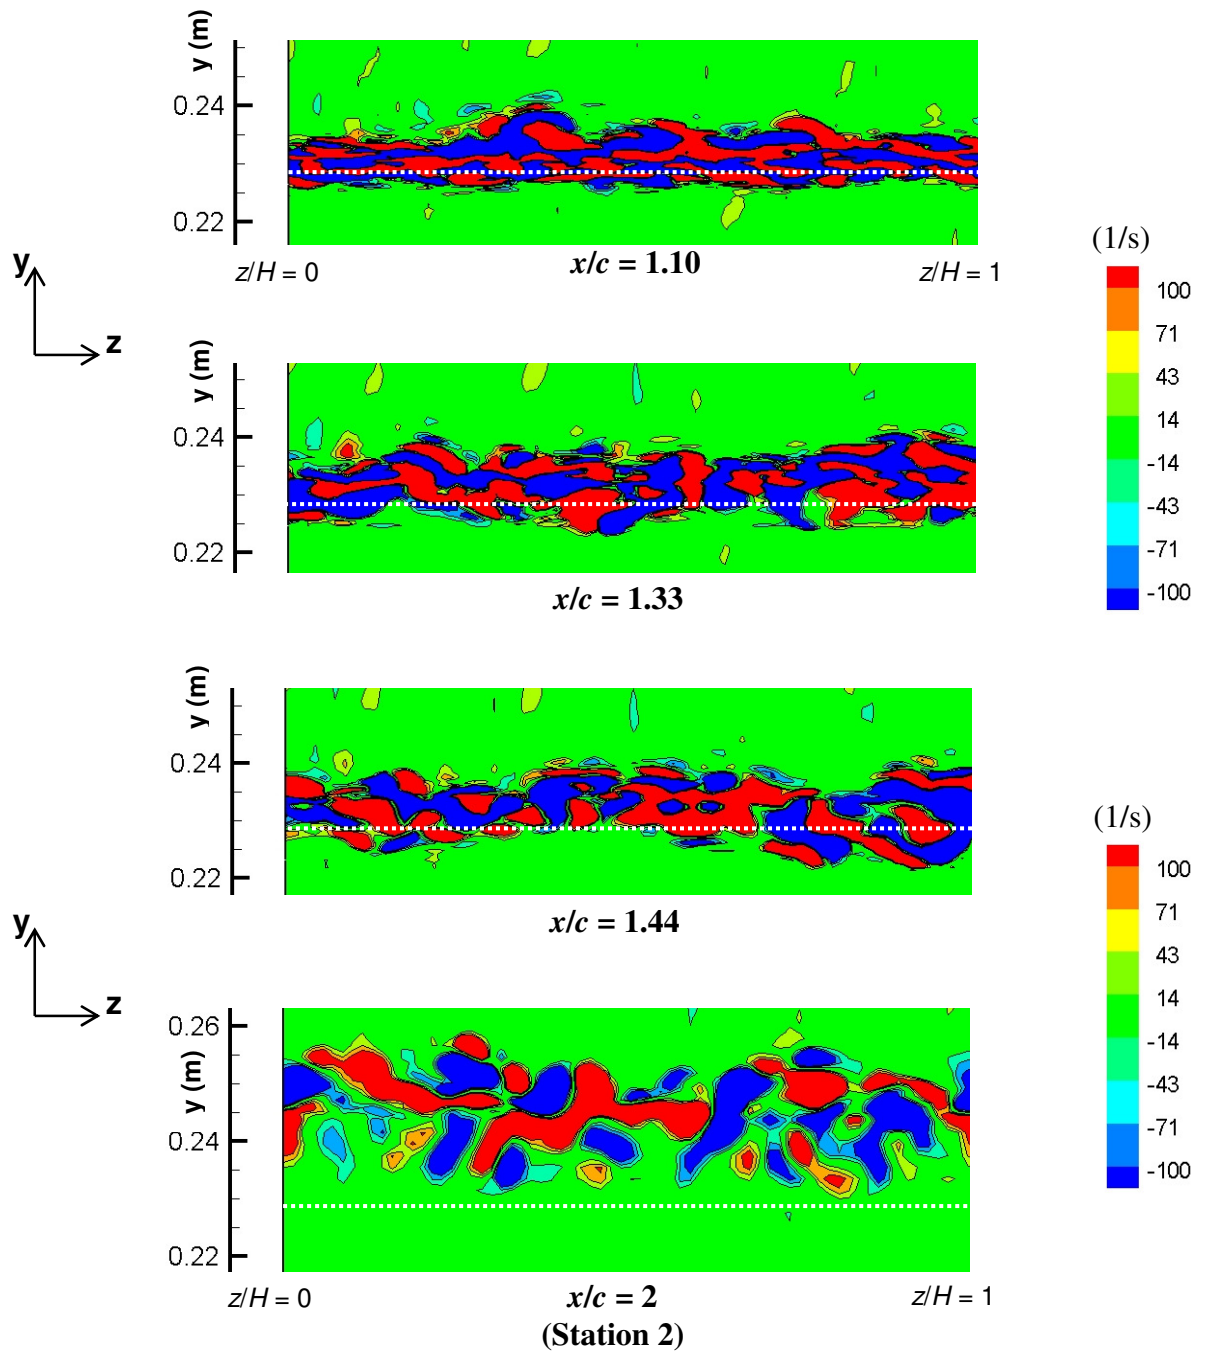 y (m)
0.24
0.22
z/H = 0
x/c = 1.10
z/H = 1
(1/s)
100
71
43
14
-14
-43
-71
-100
y
z
y (m)
0.24
0.22
x/c = 1.33
y (m)
0.24
0.22
x/c = 1.44
(1/s)
100
71
43
14
-14
-43
-71
-100
y
z
0.26
y (m)
0.24
0.22
z/H = 0
x/c = 2
z/H = 1
(Station 2)